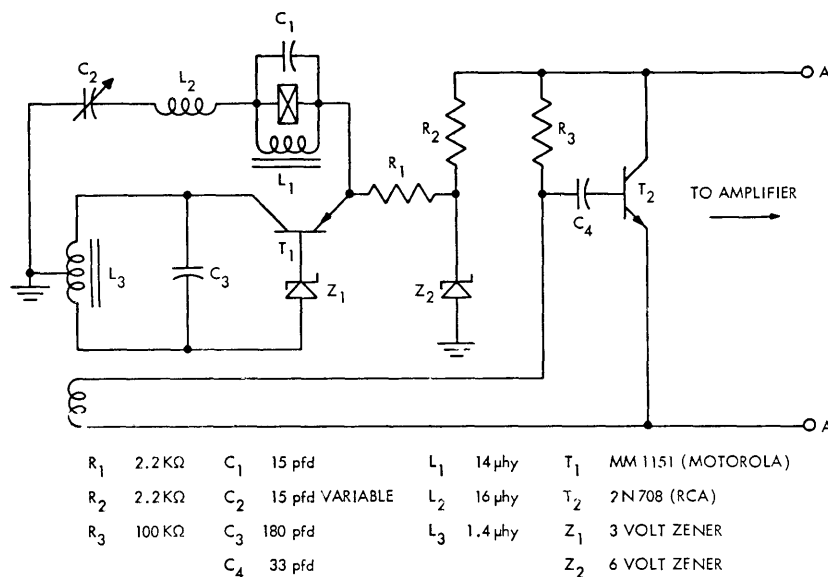 C1
C2
L2
A
L1
R2
R3
R1
T2
TO AMPLIFIER
C4
T1
L3
C3
Z1
Z2
A
R1 2.2KΩ C1 15 pfd L1 14 μhy T1 MM 1151 (MOTOROLA)
R2 2.2KΩ C2 15 pfd VARIABLE L2 16 μhy T2 2N 708 (RCA)
R3 100KΩ C3 180 pfd L3 1.4 μhy Z1 3 VOLT ZENER
C4 33 pfd Z2 6 VOLT ZENER